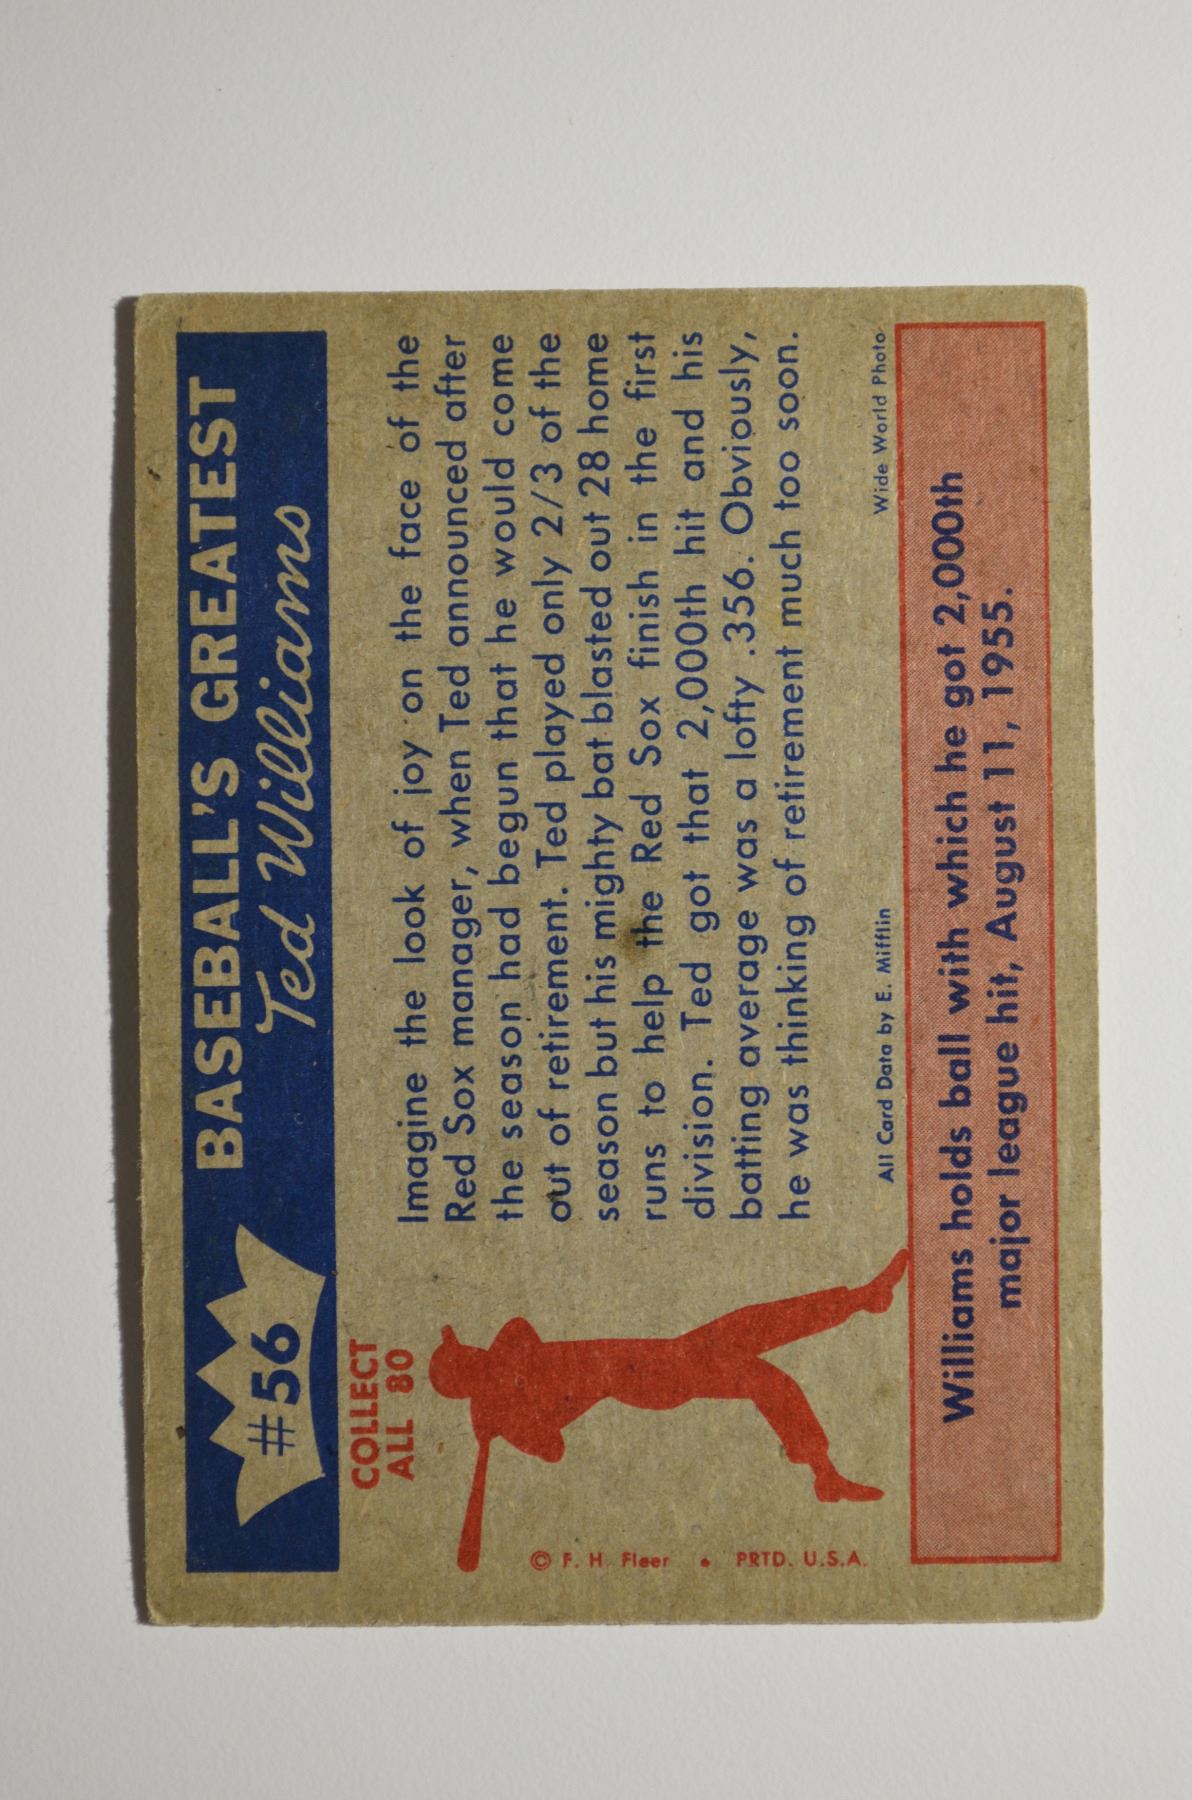 #56
BASEBALL'S GREATEST
Ted Williams
COLLECT
ALL 80
Imagine the look of joy on the face of the
Red Sox manager, when Ted announced after
the season had begun that he would come
out of retirement. Ted played only 2/3 of the
season but his mighty bat blasted out 28 home
runs to help the Red Sox finish in the first
division. Ted got that 2,000th hit and his
batting average was a lofty .356. Obviously,
he was thinking of retirement much too soon.
© F. H. Fleer • PRTD. U.S.A.
All Card Data by E. Mifflin
Wide World Photo
Williams holds ball with which he got 2,000th
major league hit, August 11, 1955.